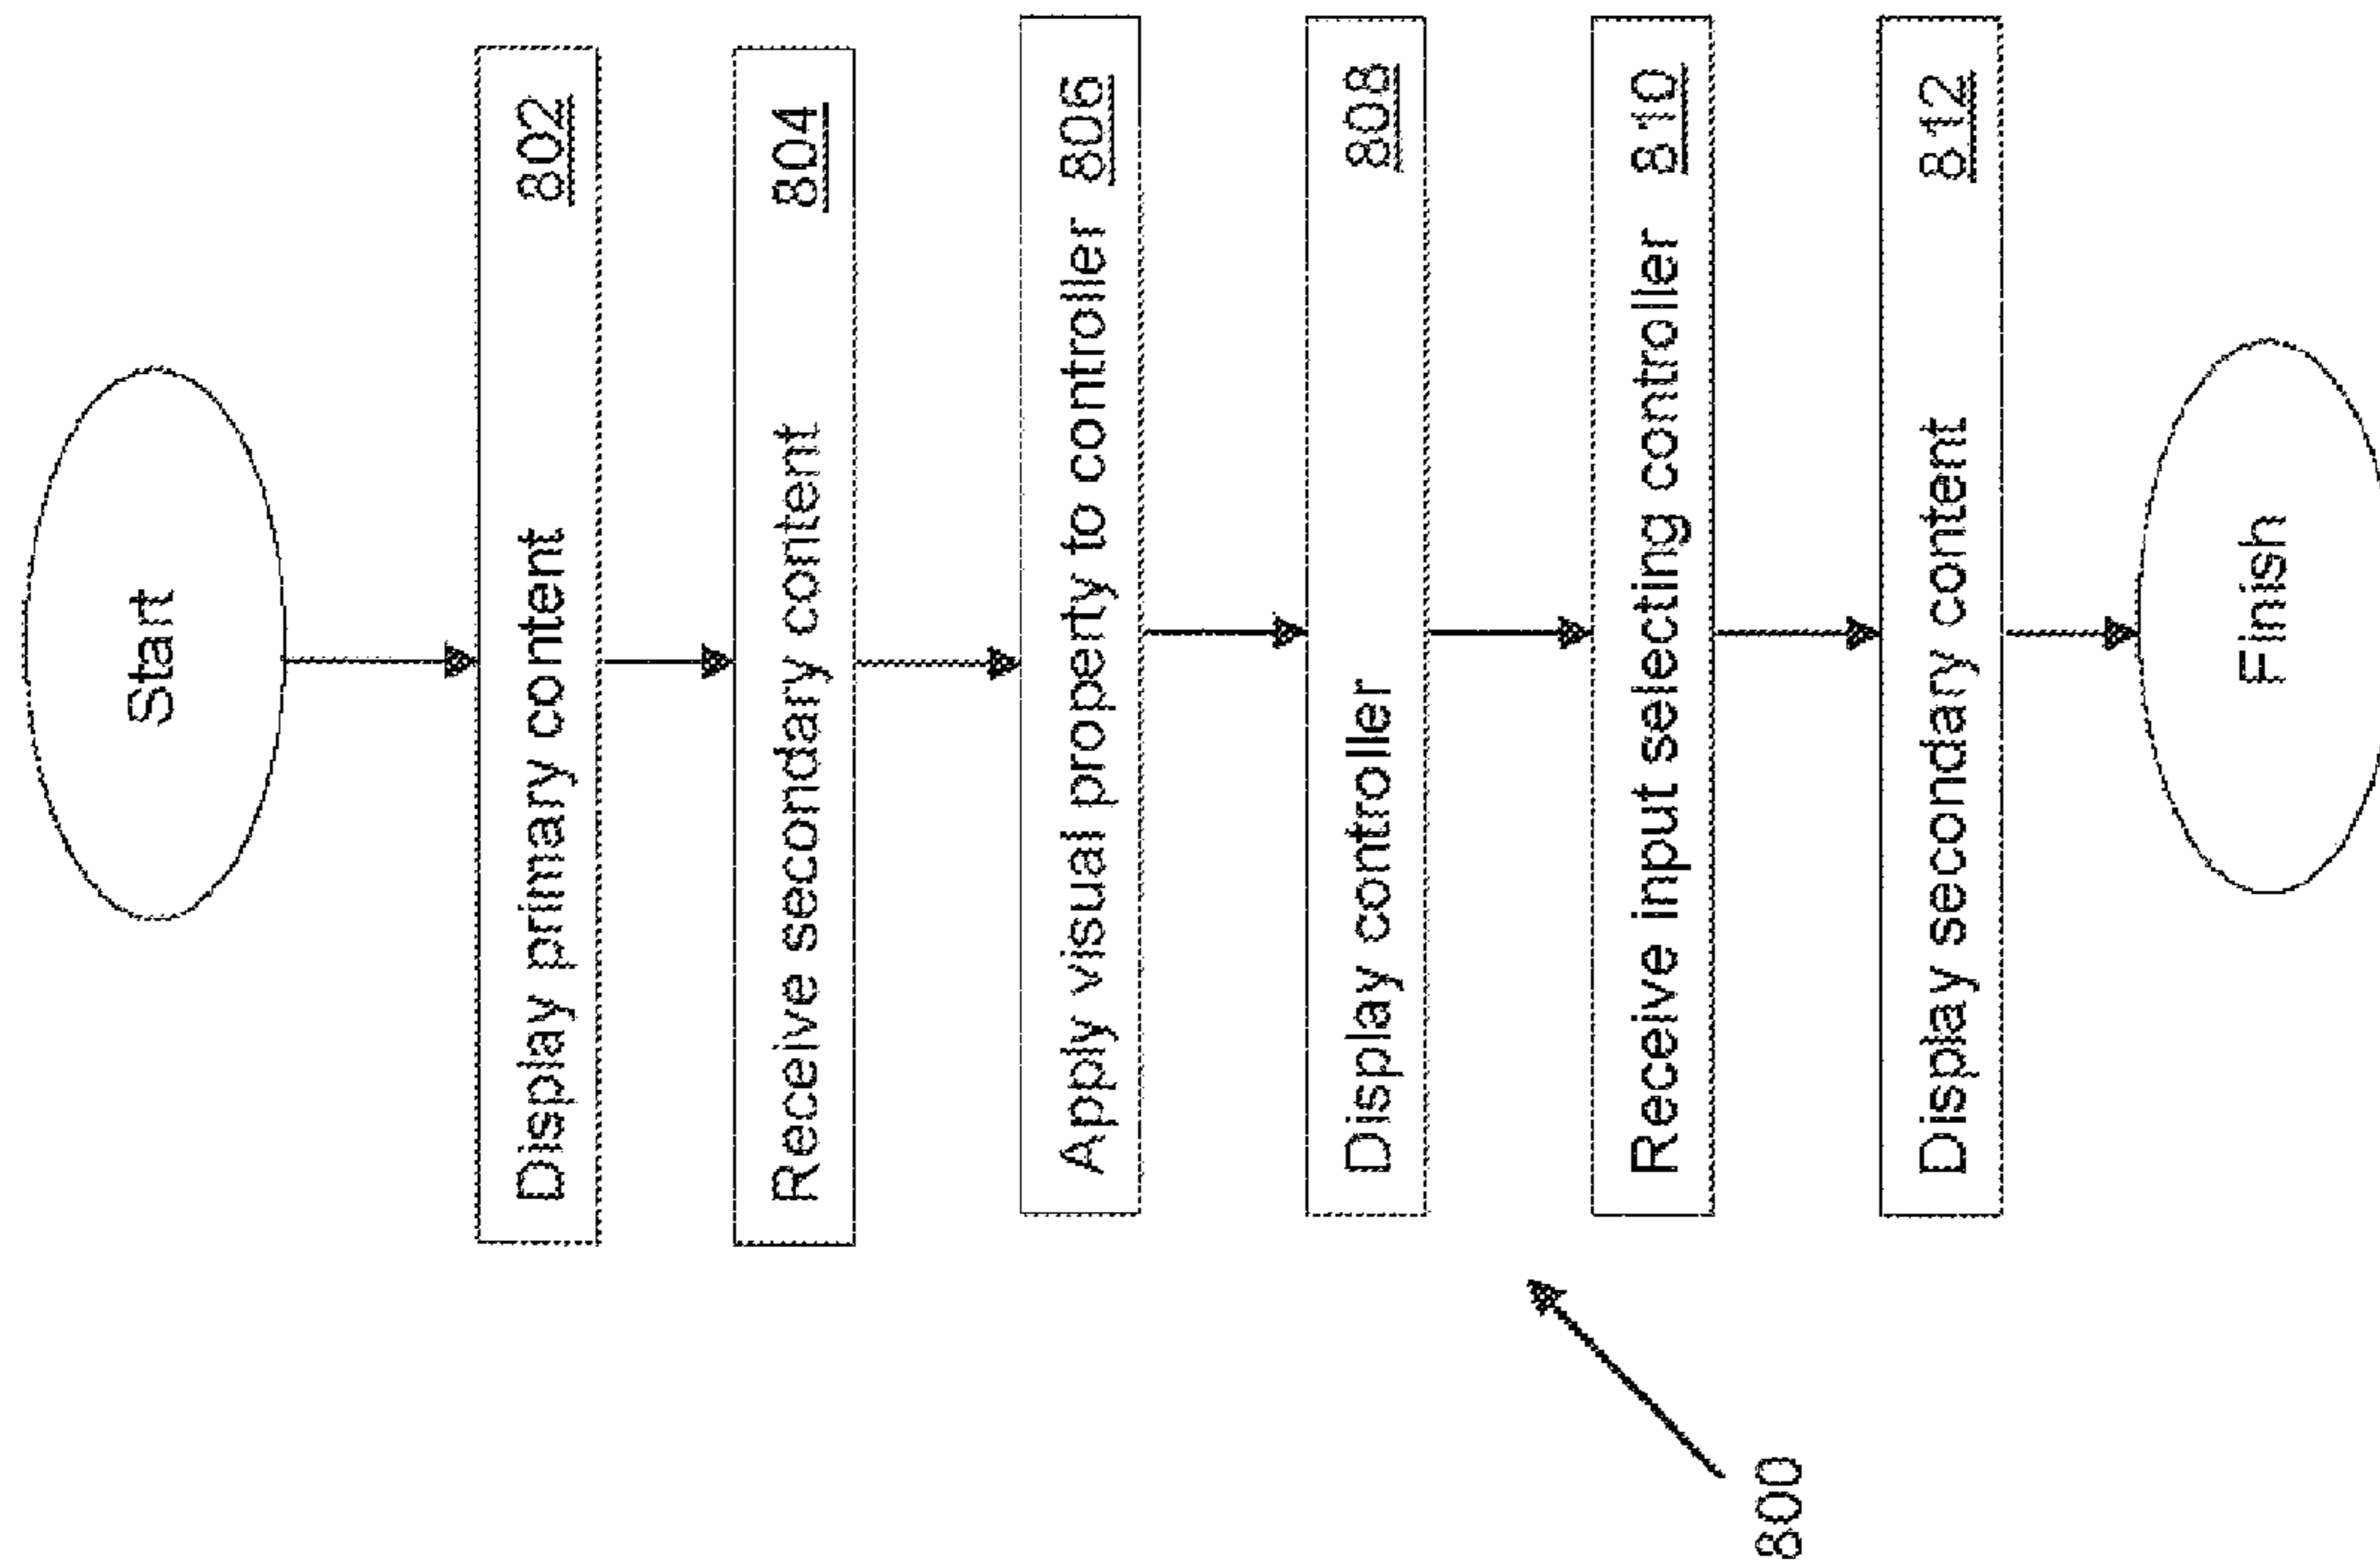 Start
Display primary content 802
Receive secondary content 804
Apply visual property to controller 806
Display controller 808
Receive input selecting controller 810
Display secondary content 812
Finish
800